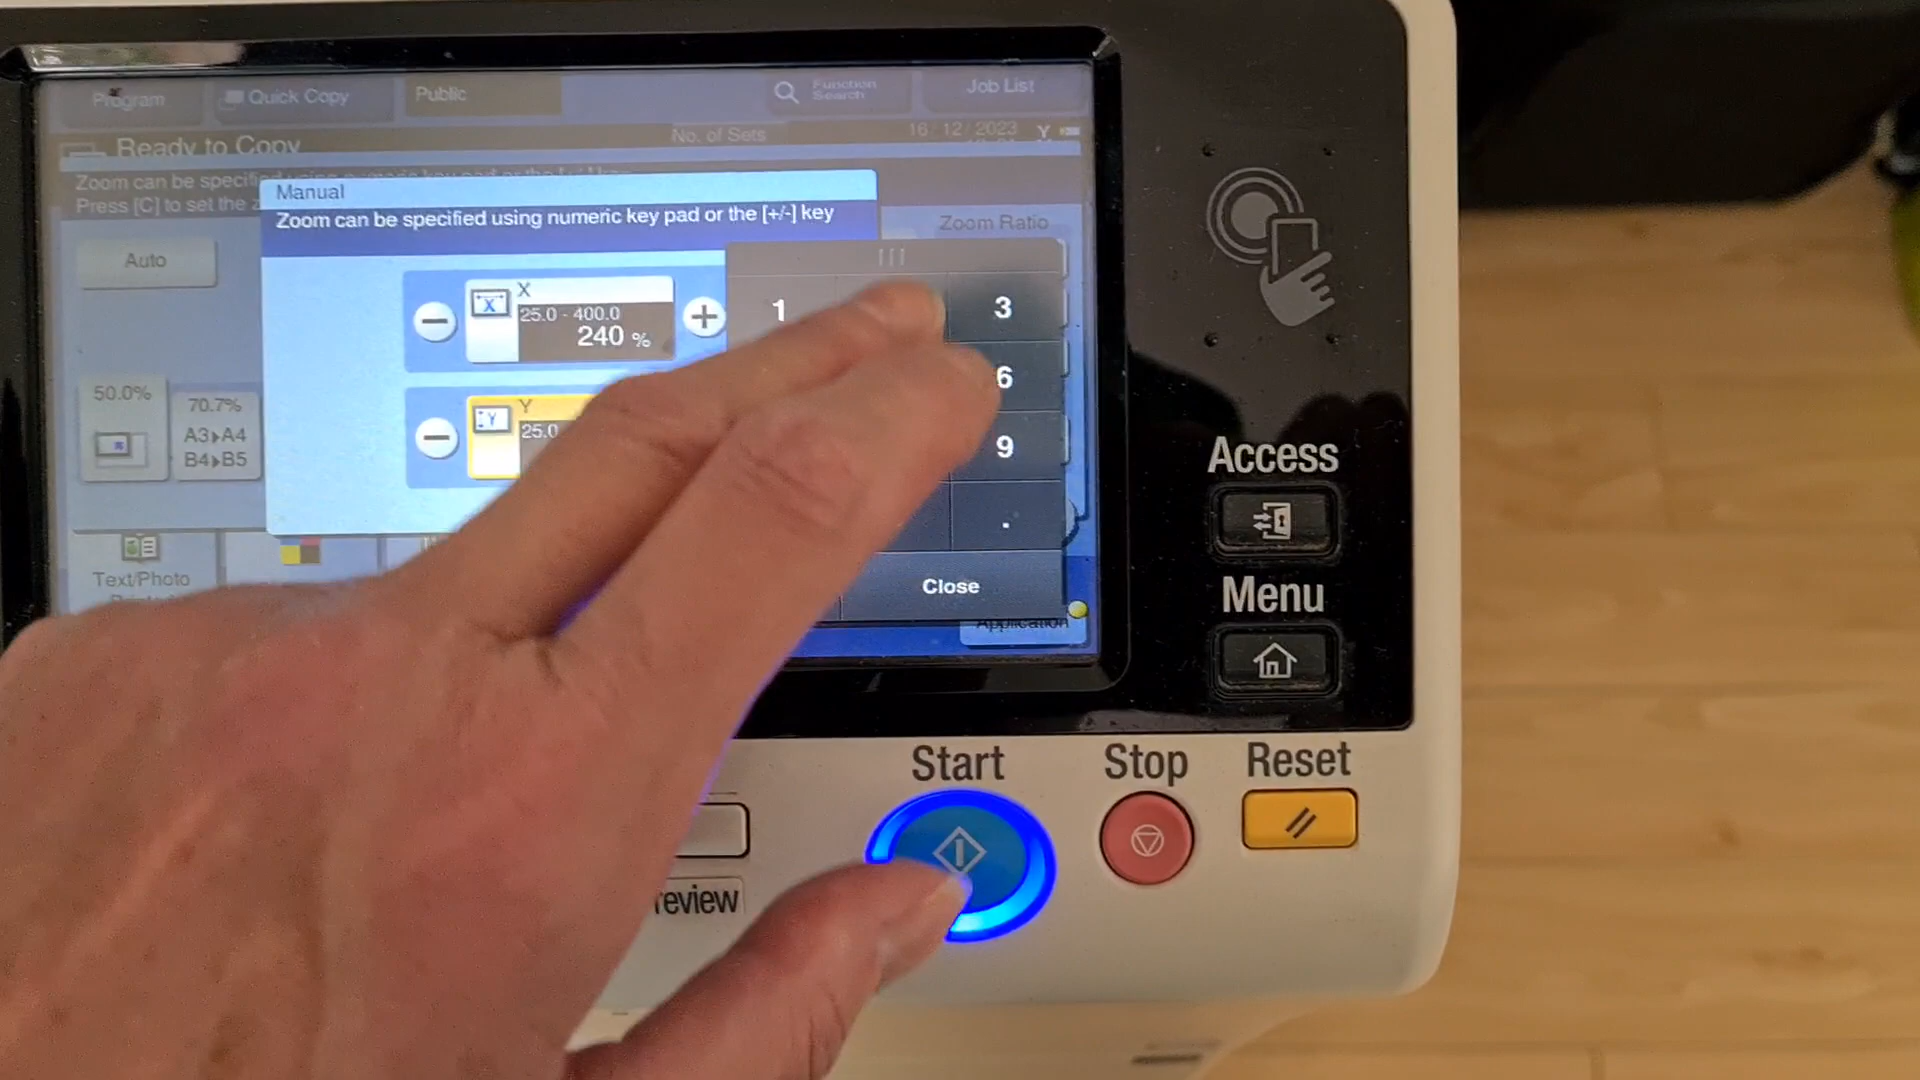 Program
Quick Copy
Public
Function
Search
Job List
Ready to Copy
No. of Sets
16/12/2023
Y
Zoom can be specified using numeric key pad or the
Press [C] to set the z
Manual
Zoom can be specified using numeric key pad or the [+/-] key
Zoom Ratio
Auto
X
25.0 - 400.0
240 %
+
1
3
−
Y
25.0
6
9
.
Close
50.0%
70.7%
A3▸A4
B4▸B5
Text/Photo
Application
Access
Menu
Start
Stop
Reset
review